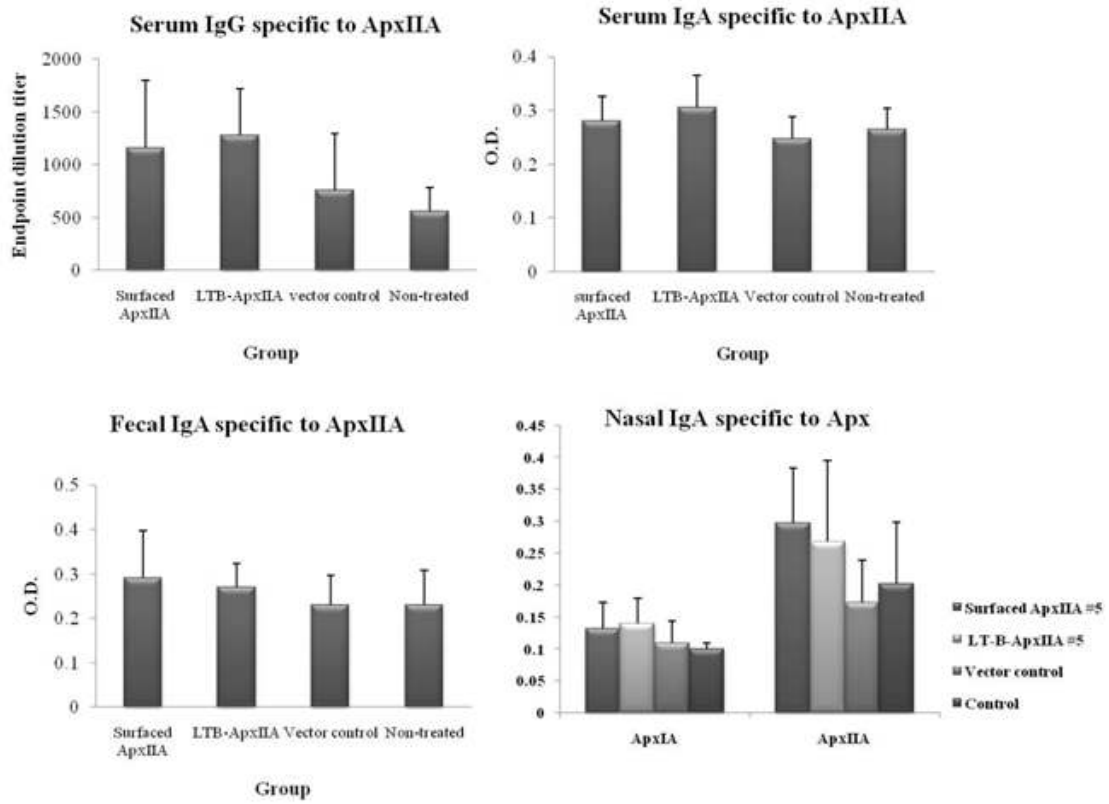 Serum IgG specific to ApxIIA
Endpoint dilution titer
2000
1500
1000
500
0
Surfaced
ApxIIA
LTB-ApxIIA
vector control
Non-treated
Group
Serum IgA specific to ApxIIA
O.D.
0.4
0.3
0.2
0.1
0
surfaced
ApxIIA
LTB-ApxIIA
Vector control
Non-treated
Group
Fecal IgA specific to ApxIIA
O.D.
0.5
0.4
0.3
0.2
0.1
0
Surfaced
ApxIIA
LTB-ApxIIA
Vector control
Non-treated
Group
Nasal IgA specific to Apx
0.45
0.4
0.35
0.3
0.25
0.2
0.15
0.1
0.05
0
ApxIA
ApxIIA
Surfaced ApxIIA #5
LT-B-ApxIIA #5
Vector control
Control